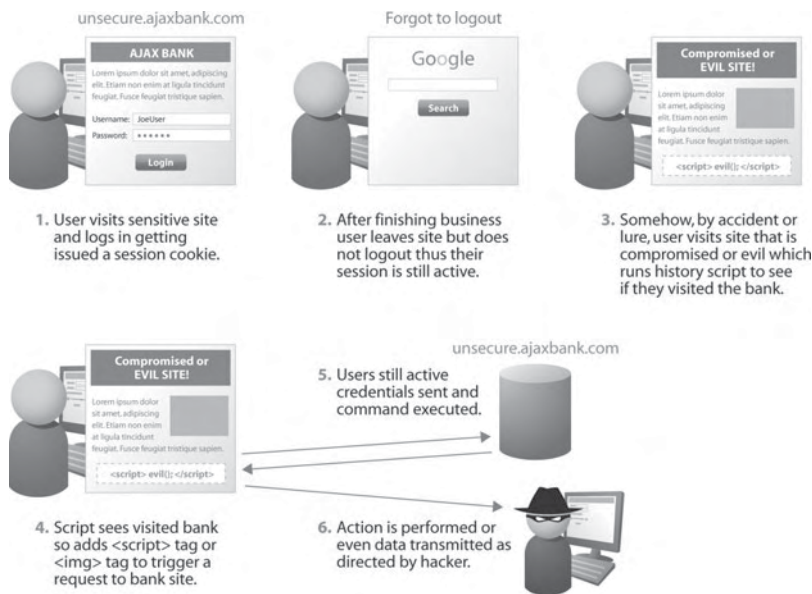 unsecure.ajaxbank.com
AJAX BANK
Lorem ipsum dolor sit amet, adipiscing
elit. Etiam non enim at ligula tincidunt
feugiat. Fusce feugiat tristique sapien.
Username: JoeUser
Password: ******
Login
1. User visits sensitive site
and logs in getting
issued a session cookie.
Forgot to logout
Google
Search
2. After finishing business
user leaves site but does
not logout thus their
session is still active.
Compromised or
EVIL SITE!
Lorem ipsum dolor
sit amet, adipiscing
elit. Etiam non enim
at ligula tincidunt
feugiat. Fusce feugiat tristique sapien.
<script> evil(); </script>
3. Somehow, by accident or
lure, user visits site that is
compromised or evil which
runs history script to see
if they visited the bank.
Compromised or
EVIL SITE!
Lorem ipsum dolor
sit amet, adipiscing
elit. Etiam non enim
at ligula tincidunt
feugiat. Fusce feugiat tristique sapien.
<script> evil(); </script>
4. Script sees visited bank
so adds <script> tag or
<img> tag to trigger a
request to bank site.
unsecure.ajaxbank.com
5. Users still active
credentials sent and
command executed.
6. Action is performed or
even data transmitted as
directed by hacker.